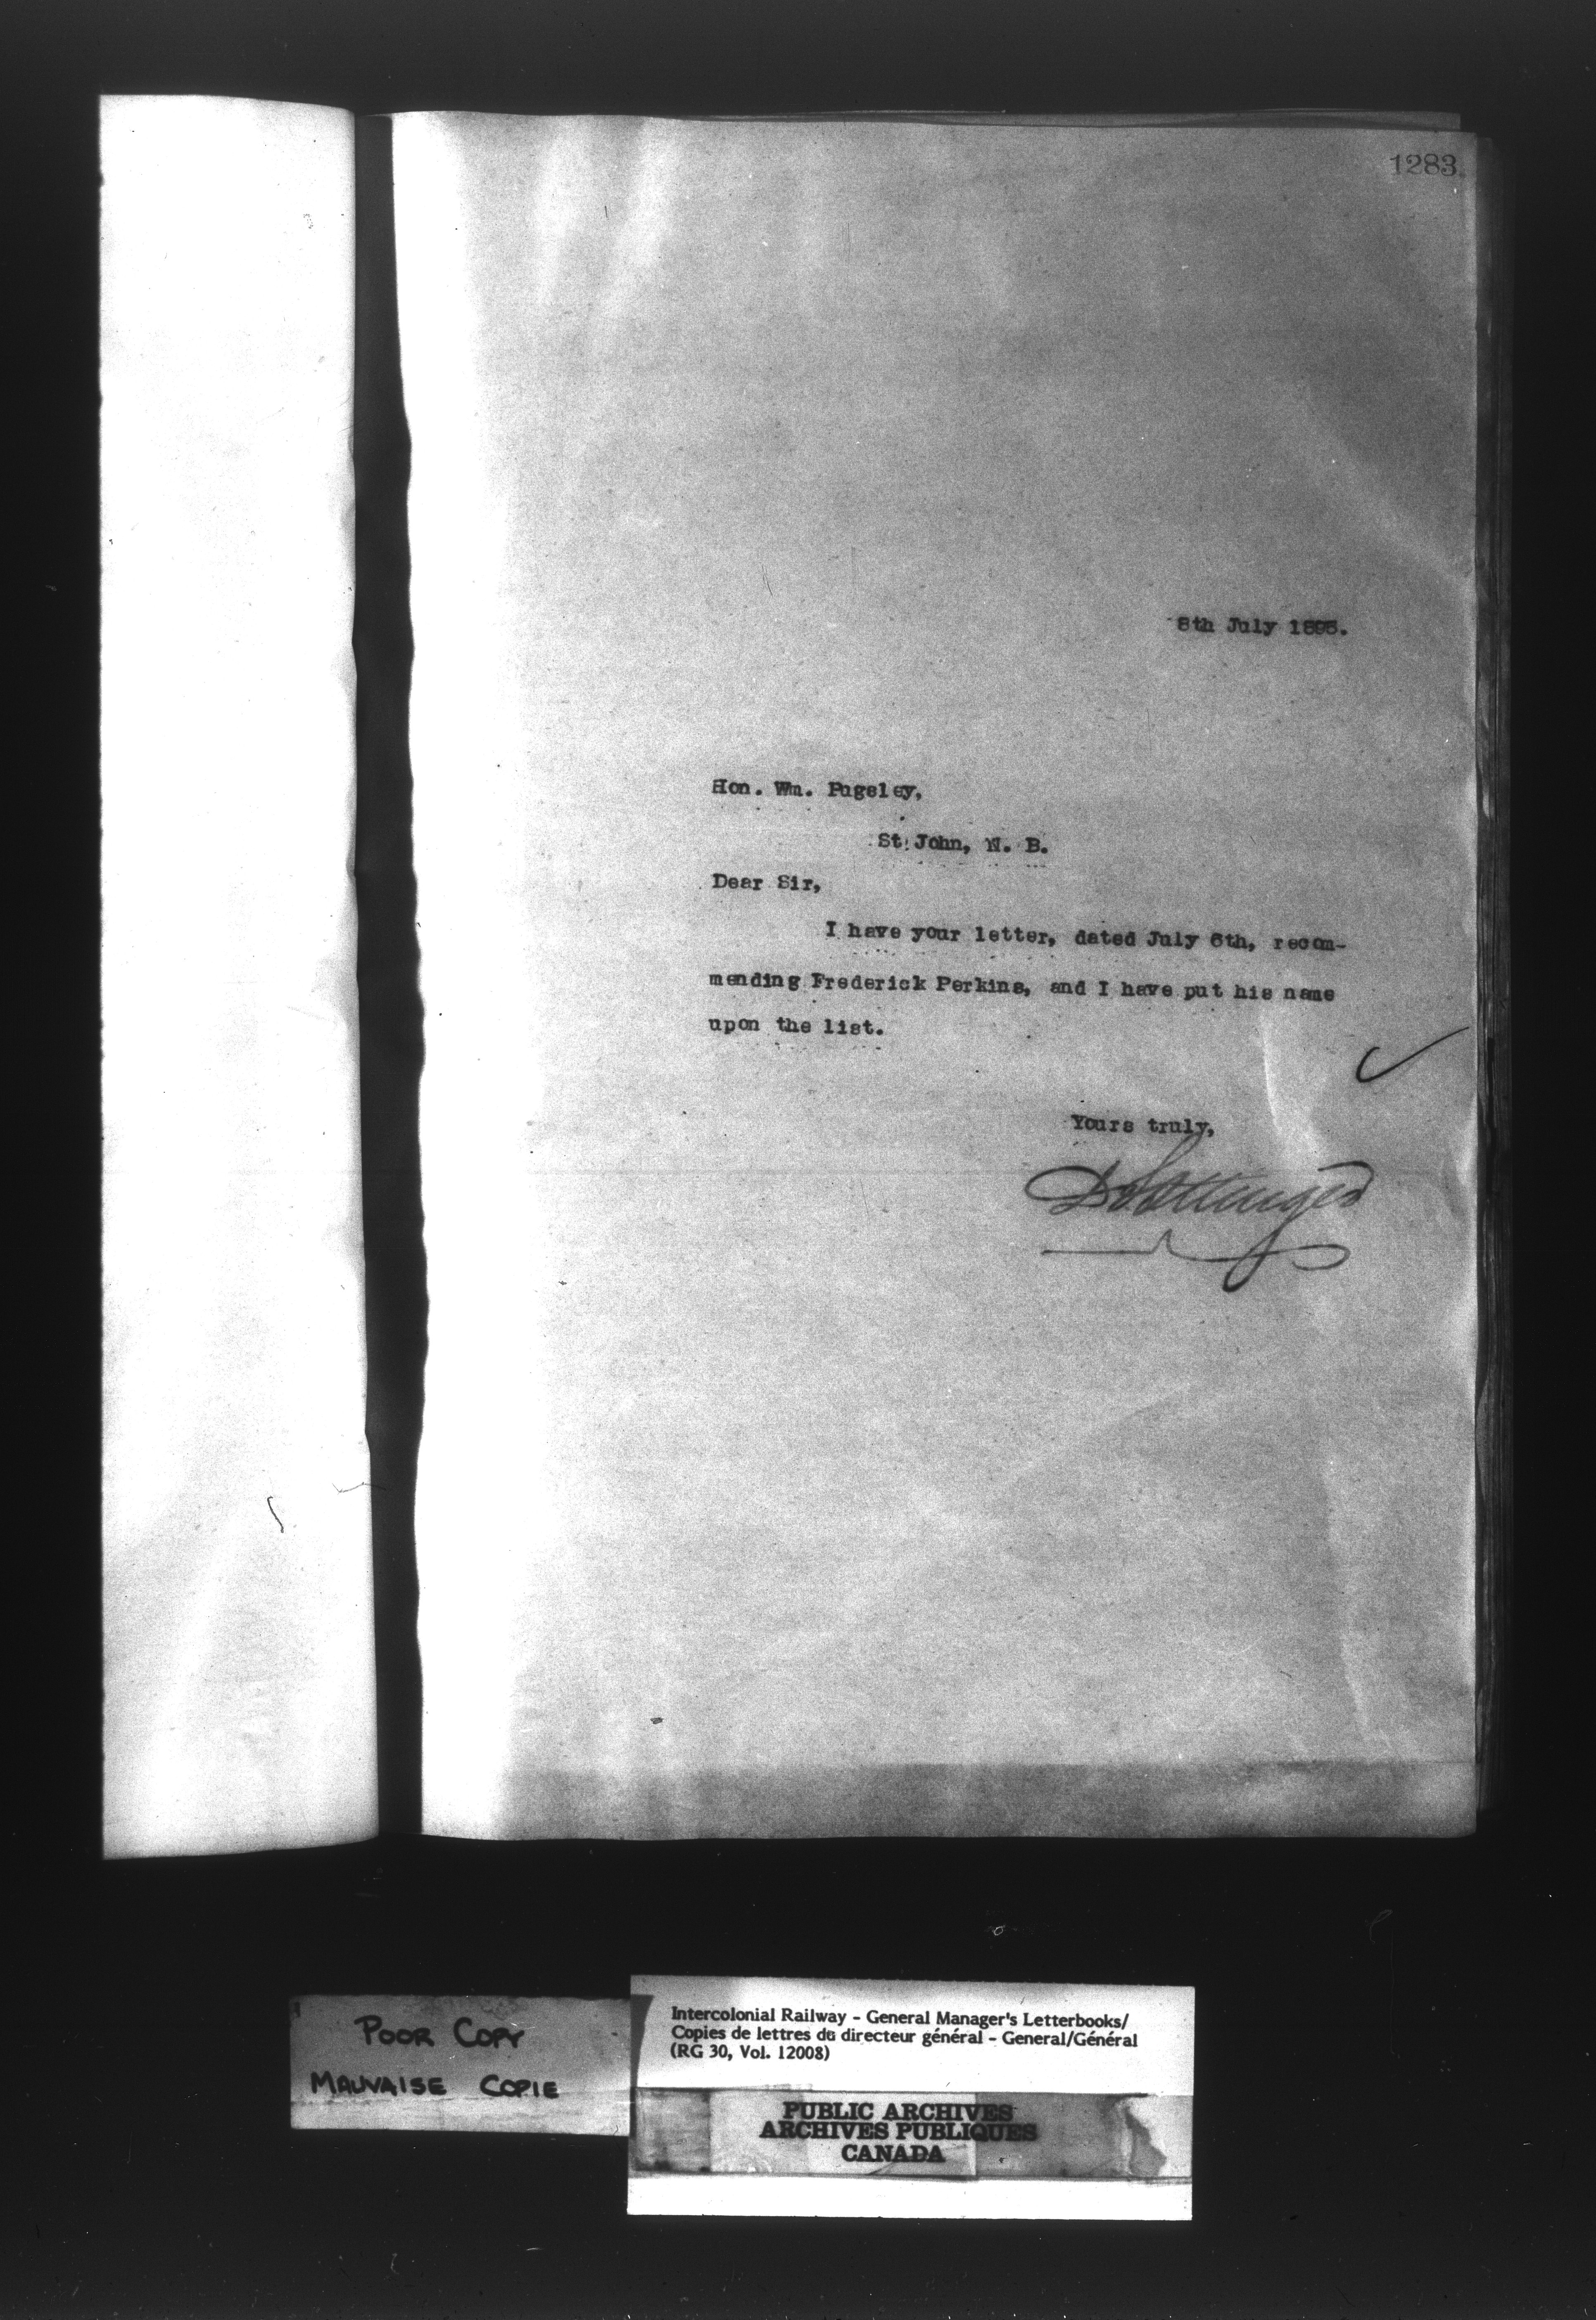 1283
8th July 1895.
Hon. Wm. Pugsley,
St John, N. B.
Dear Sir,
I have your letter, dated July 6th, recom-
mending Frederick Perkins, and I have put his name
upon the list.
Yours truly,
D Pottinger
POOR COPY
MAUVAISE COPIE
Intercolonial Railway - General Manager's Letterbooks/
Copies de lettres du directeur général - General/Général
(RG 30, Vol. 12008)
PUBLIC ARCHIVES
ARCHIVES PUBLIQUES
CANADA